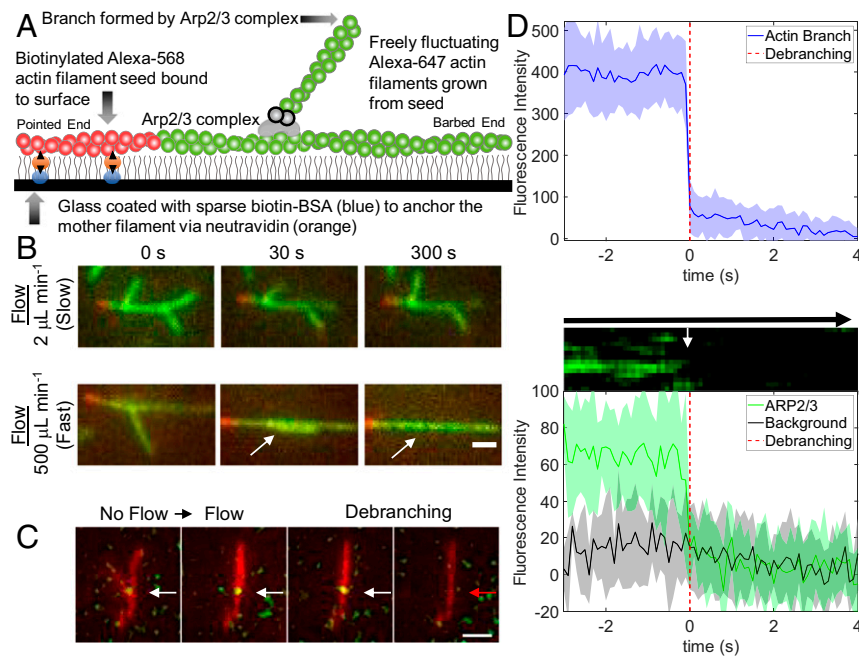 A
Branch formed by Arp2/3 complex
Biotinylated Alexa-568
actin filament seed bound
to surface
Freely fluctuating
Alexa-647 actin
filaments grown
from seed
Pointed End
Arp2/3 complex
Barbed End
Glass coated with sparse biotin-BSA (blue) to anchor the
mother filament via neutravidin (orange)
B
0 s
30 s
300 s
Flow
2 μL min⁻¹
(Slow)
Flow
500 μL min⁻¹
(Fast)
C
No Flow
Flow
Debranching
D
Fluorescence Intensity
500
400
300
200
100
0
Actin Branch
Debranching
-2
0
2
4
time (s)
Fluorescence Intensity
100
80
60
40
20
0
-20
ARP2/3
Background
Debranching
-2
0
2
4
time (s)